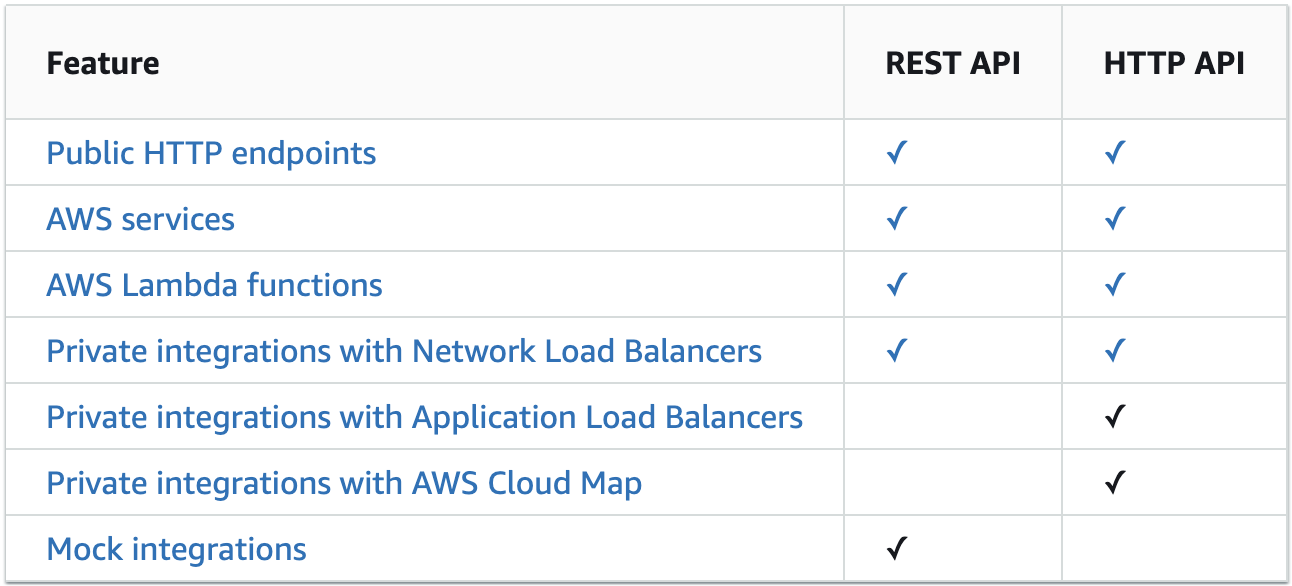 Feature REST API HTTP API
Public HTTP endpoints ✓ ✓
AWS services ✓ ✓
AWS Lambda functions ✓ ✓
Private integrations with Network Load Balancers ✓ ✓
Private integrations with Application Load Balancers ✓
Private integrations with AWS Cloud Map ✓
Mock integrations ✓